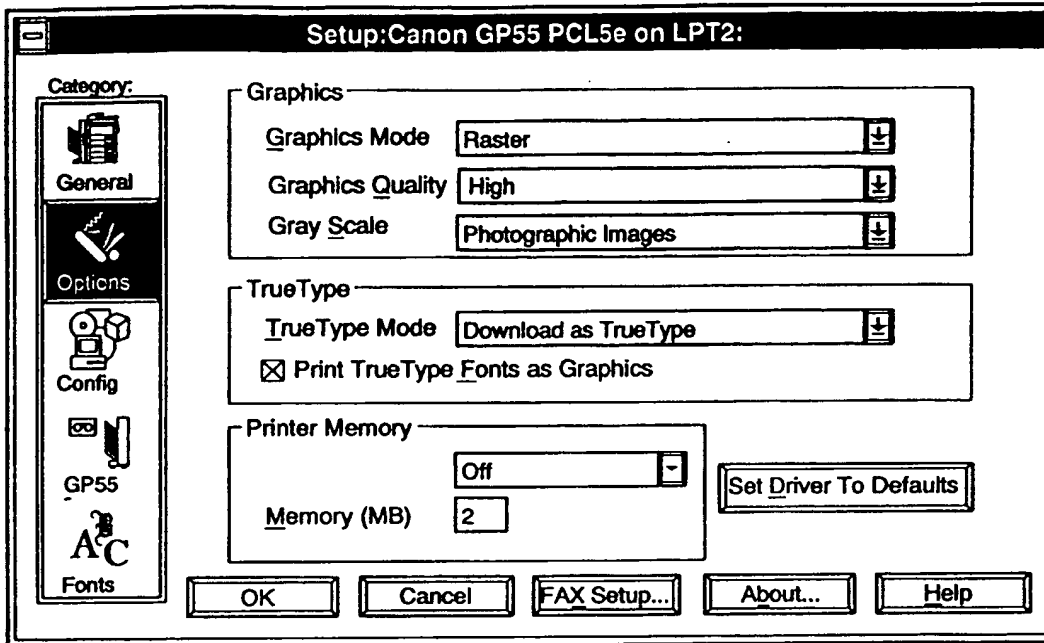 Setup:Canon GP55 PCL5e on LPT2:
Category:
General
Options
Config
GP55
Fonts
Graphics
Graphics Mode Raster
Graphics Quality High
Gray Scale Photographic Images
TrueType
TrueType Mode Download as TrueType
Print TrueType Fonts as Graphics
Printer Memory
Off
Memory (MB) 2
Set Driver To Defaults
OK Cancel FAX Setup... About... Help